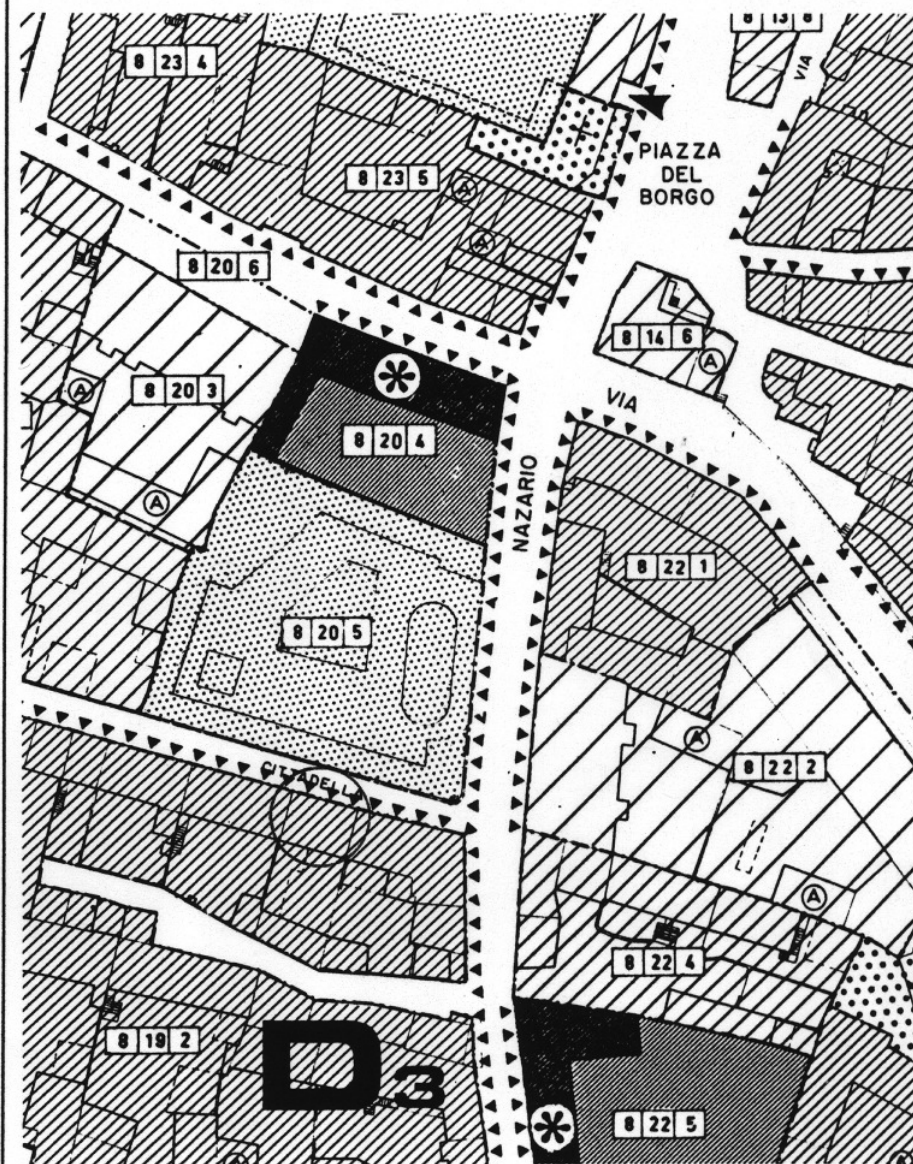 8 13 8
8 23 4
VIA
PIAZZA
DEL
BORGO
8 23 5
A
A
8 20 6
8 14 6
A
8 20 3
A
VIA
8 20 4
A
NAZARIO
8 22 1
8 20 5
A
8 22 2
CITTADELLA
A
8 22 4
8 19 2
D3
8 22 5
A
A